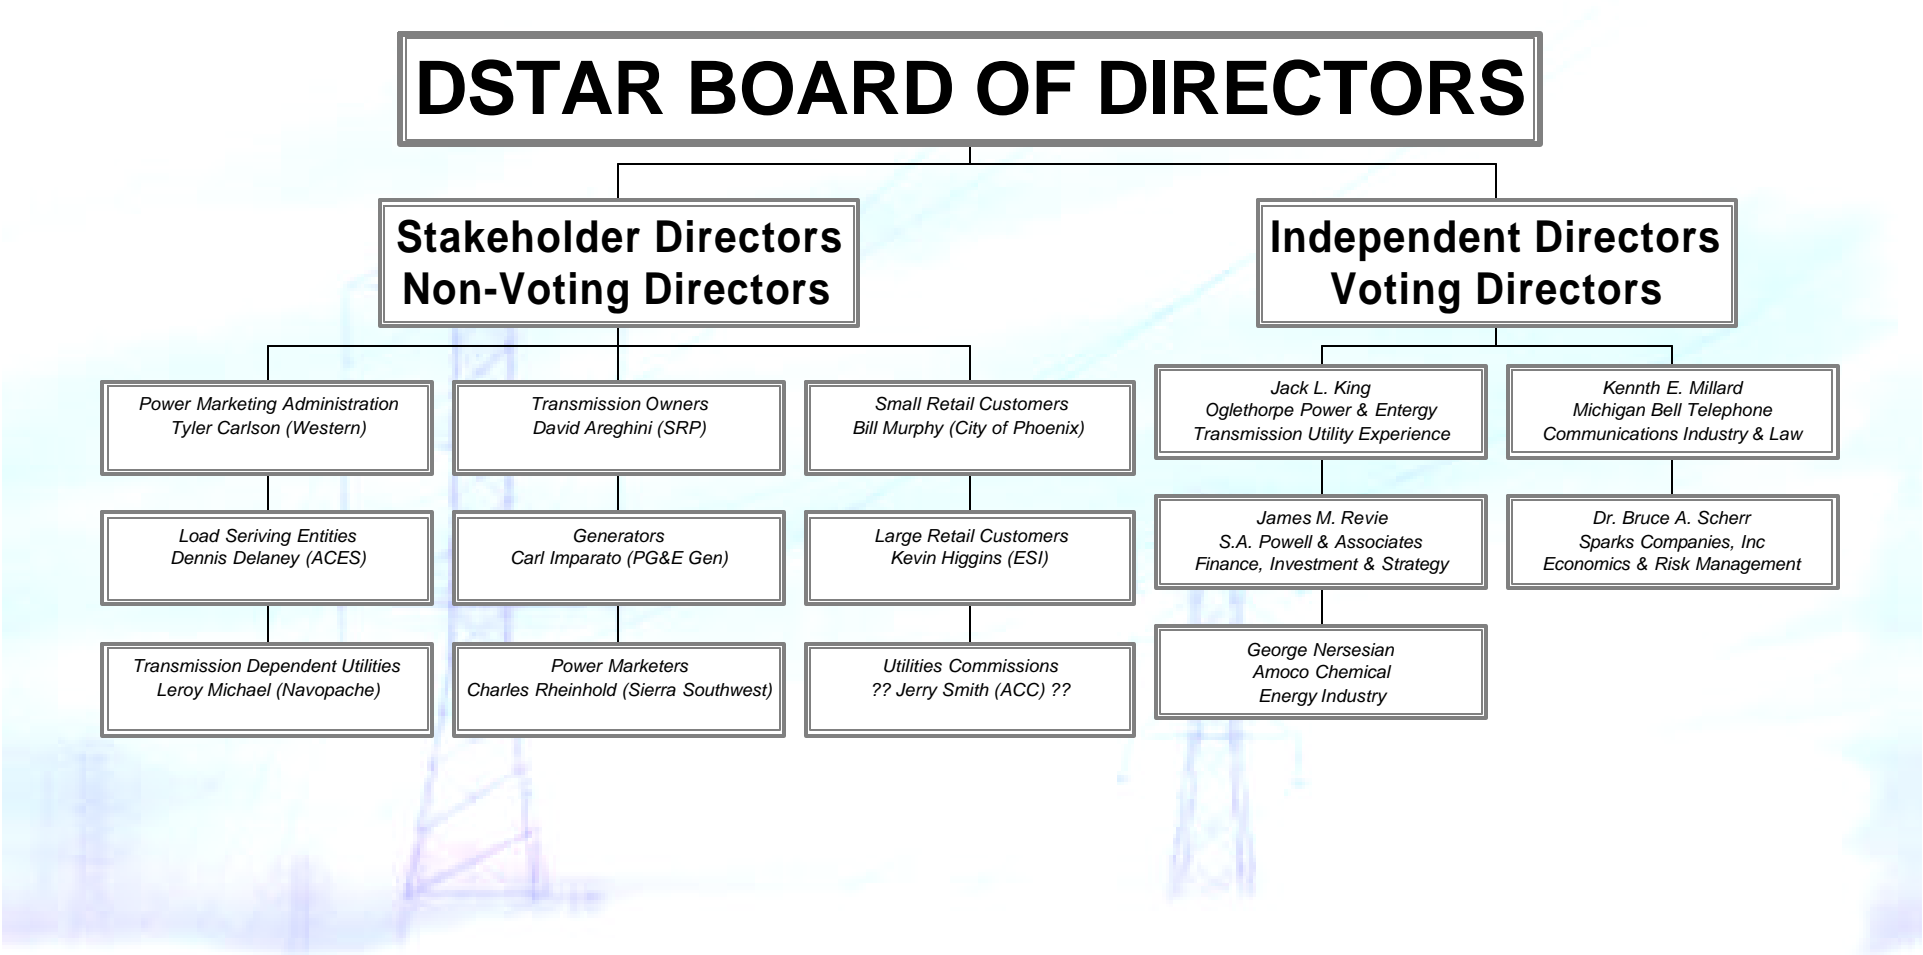 DSTAR BOARD OF DIRECTORS
Stakeholder Directors
Non-Voting Directors
Power Marketing Administration
Tyler Carlson (Western)
Load Seriving Entities
Dennis Delaney (ACES)
Transmission Dependent Utilities
Leroy Michael (Navopache)
Transmission Owners
David Areghini (SRP)
Generators
Carl Imparato (PG&E Gen)
Power Marketers
Charles Rheinhold (Sierra Southwest)
Small Retail Customers
Bill Murphy (City of Phoenix)
Large Retail Customers
Kevin Higgins (ESI)
Utilities Commissions
?? Jerry Smith (ACC) ??
Independent Directors
Voting Directors
Jack L. King
Oglethorpe Power & Entergy
Transmission Utility Experience
James M. Revie
S.A. Powell & Associates
Finance, Investment & Strategy
George Nersesian
Amoco Chemical
Energy Industry
Kennth E. Millard
Michigan Bell Telephone
Communications Industry & Law
Dr. Bruce A. Scherr
Sparks Companies, Inc
Economics & Risk Management